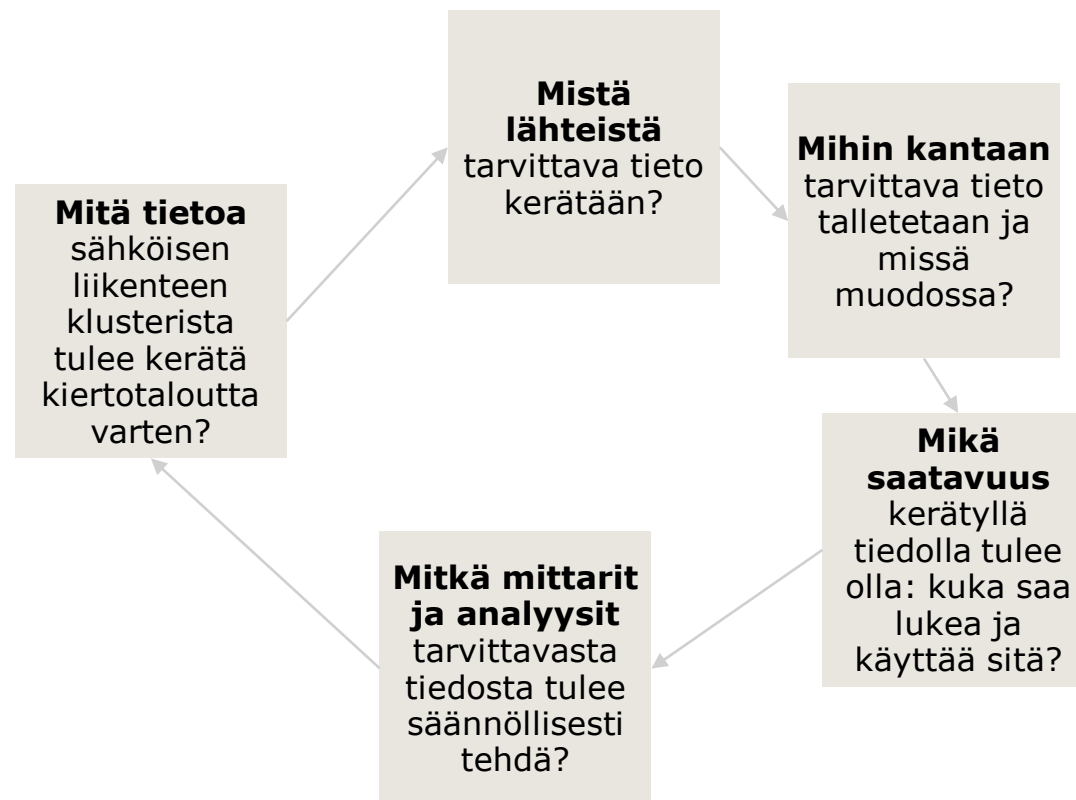 Mitä tietoa
sähköisen
liikenteen
klusterista
tulee kerätä
kiertotaloutta
varten?
Mistä
lähteistä
tarvittava tieto
kerätään?
Mihin kantaan
tarvittava tieto
talletetaan ja
missä
muodossa?
Mikä
saatavuus
kerätyllä
tiedolla tulee
olla: kuka saa
lukea ja
käyttää sitä?
Mitkä mittarit
ja analyysit
tarvittavasta
tiedosta tulee
säännöllisesti
tehdä?